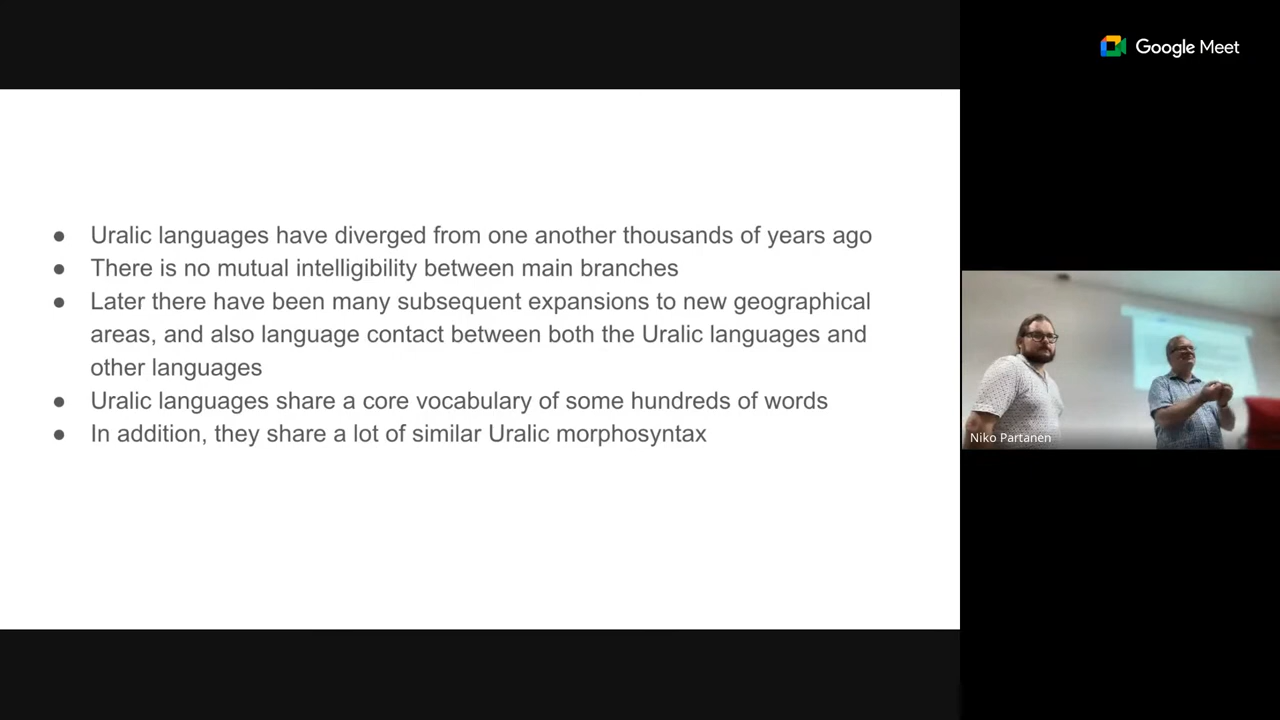 Google Meet
● Uralic languages have diverged from one another thousands of years ago
● There is no mutual intelligibility between main branches
● Later there have been many subsequent expansions to new geographical
areas, and also language contact between both the Uralic languages and
other languages
● Uralic languages share a core vocabulary of some hundreds of words
● In addition, they share a lot of similar Uralic morphosyntax
Niko Partanen